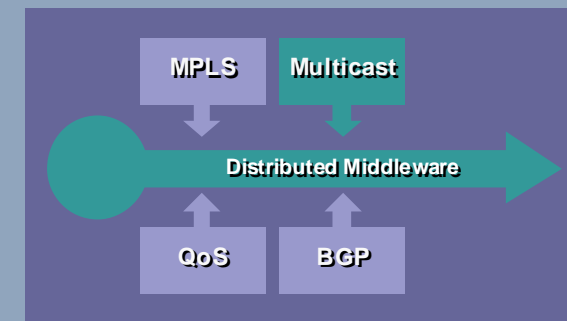 MPLS
Multicast
Distributed Middleware
QoS
BGP